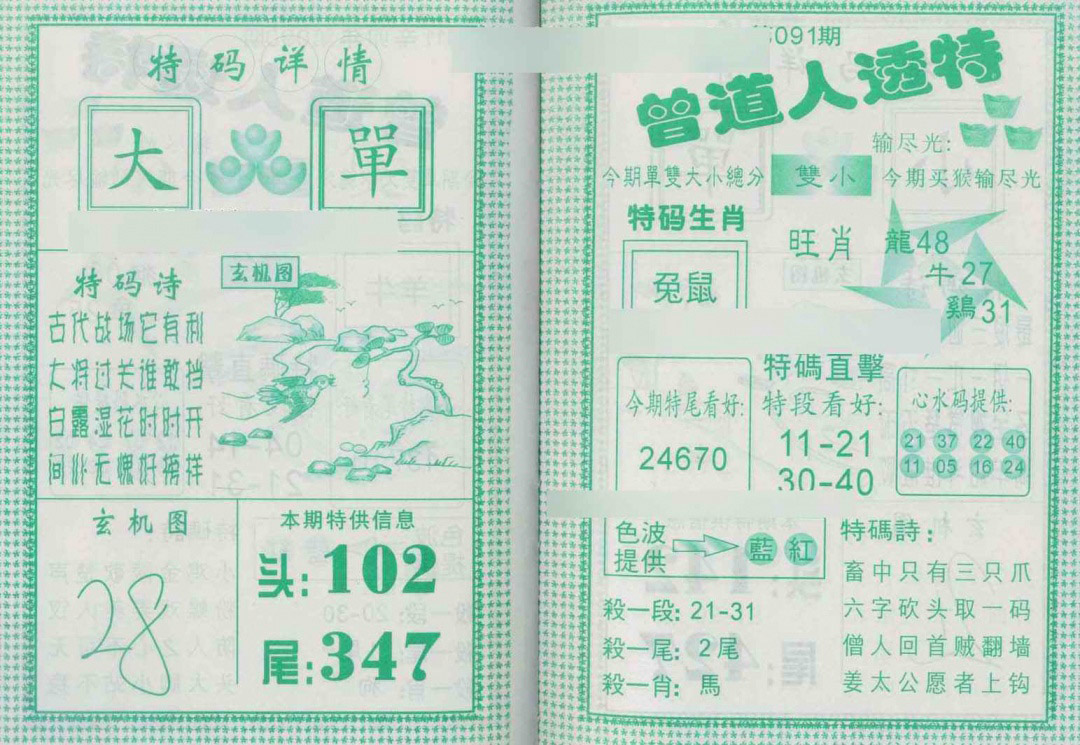 特码详情
大
單
特码诗
玄机图
古代战场它有利
大将过关谁敢挡
白露湿花时时开
问心无愧好榜样
玄机图
28
本期特供信息
头:102
尾:347
091期
曾道人透特
输尽光:
今期單雙大小總分
雙小
今期买猴输尽光
特码生肖
兔鼠
旺肖
龍48
牛27
鷄31
今期特尾看好:
24670
特碼直擊
特段看好:
11-21
30-40
心水码提供:
21 37 22 40
11 05 16 24
色波
提供
藍 紅
殺一段: 21-31
殺一尾: 2尾
殺一肖: 馬
特碼詩:
畜中只有三只爪
六字砍头取一码
僧人回首贼翻墙
姜太公愿者上钩